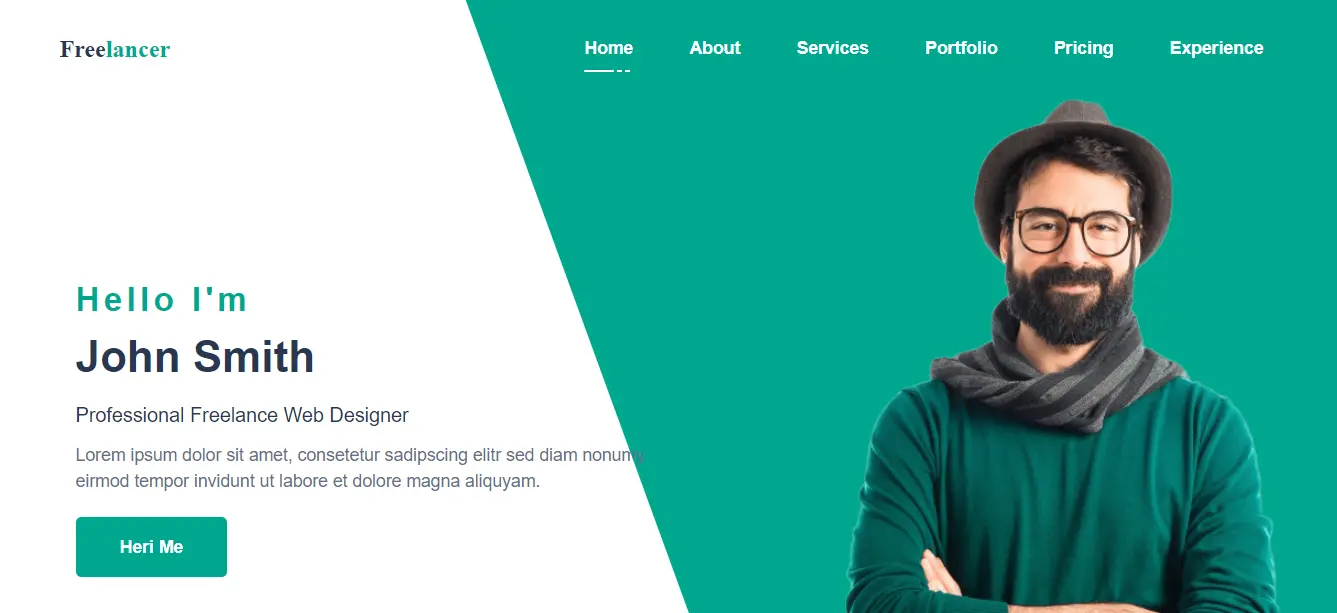 Freelancer
Home About Services Portfolio Pricing Experience
Hello I'm
John Smith
Professional Freelance Web Designer
Lorem ipsum dolor sit amet, consetetur sadipscing elitr sed diam nonumy
eirmod tempor invidunt ut labore et dolore magna aliquyam.
Heri Me